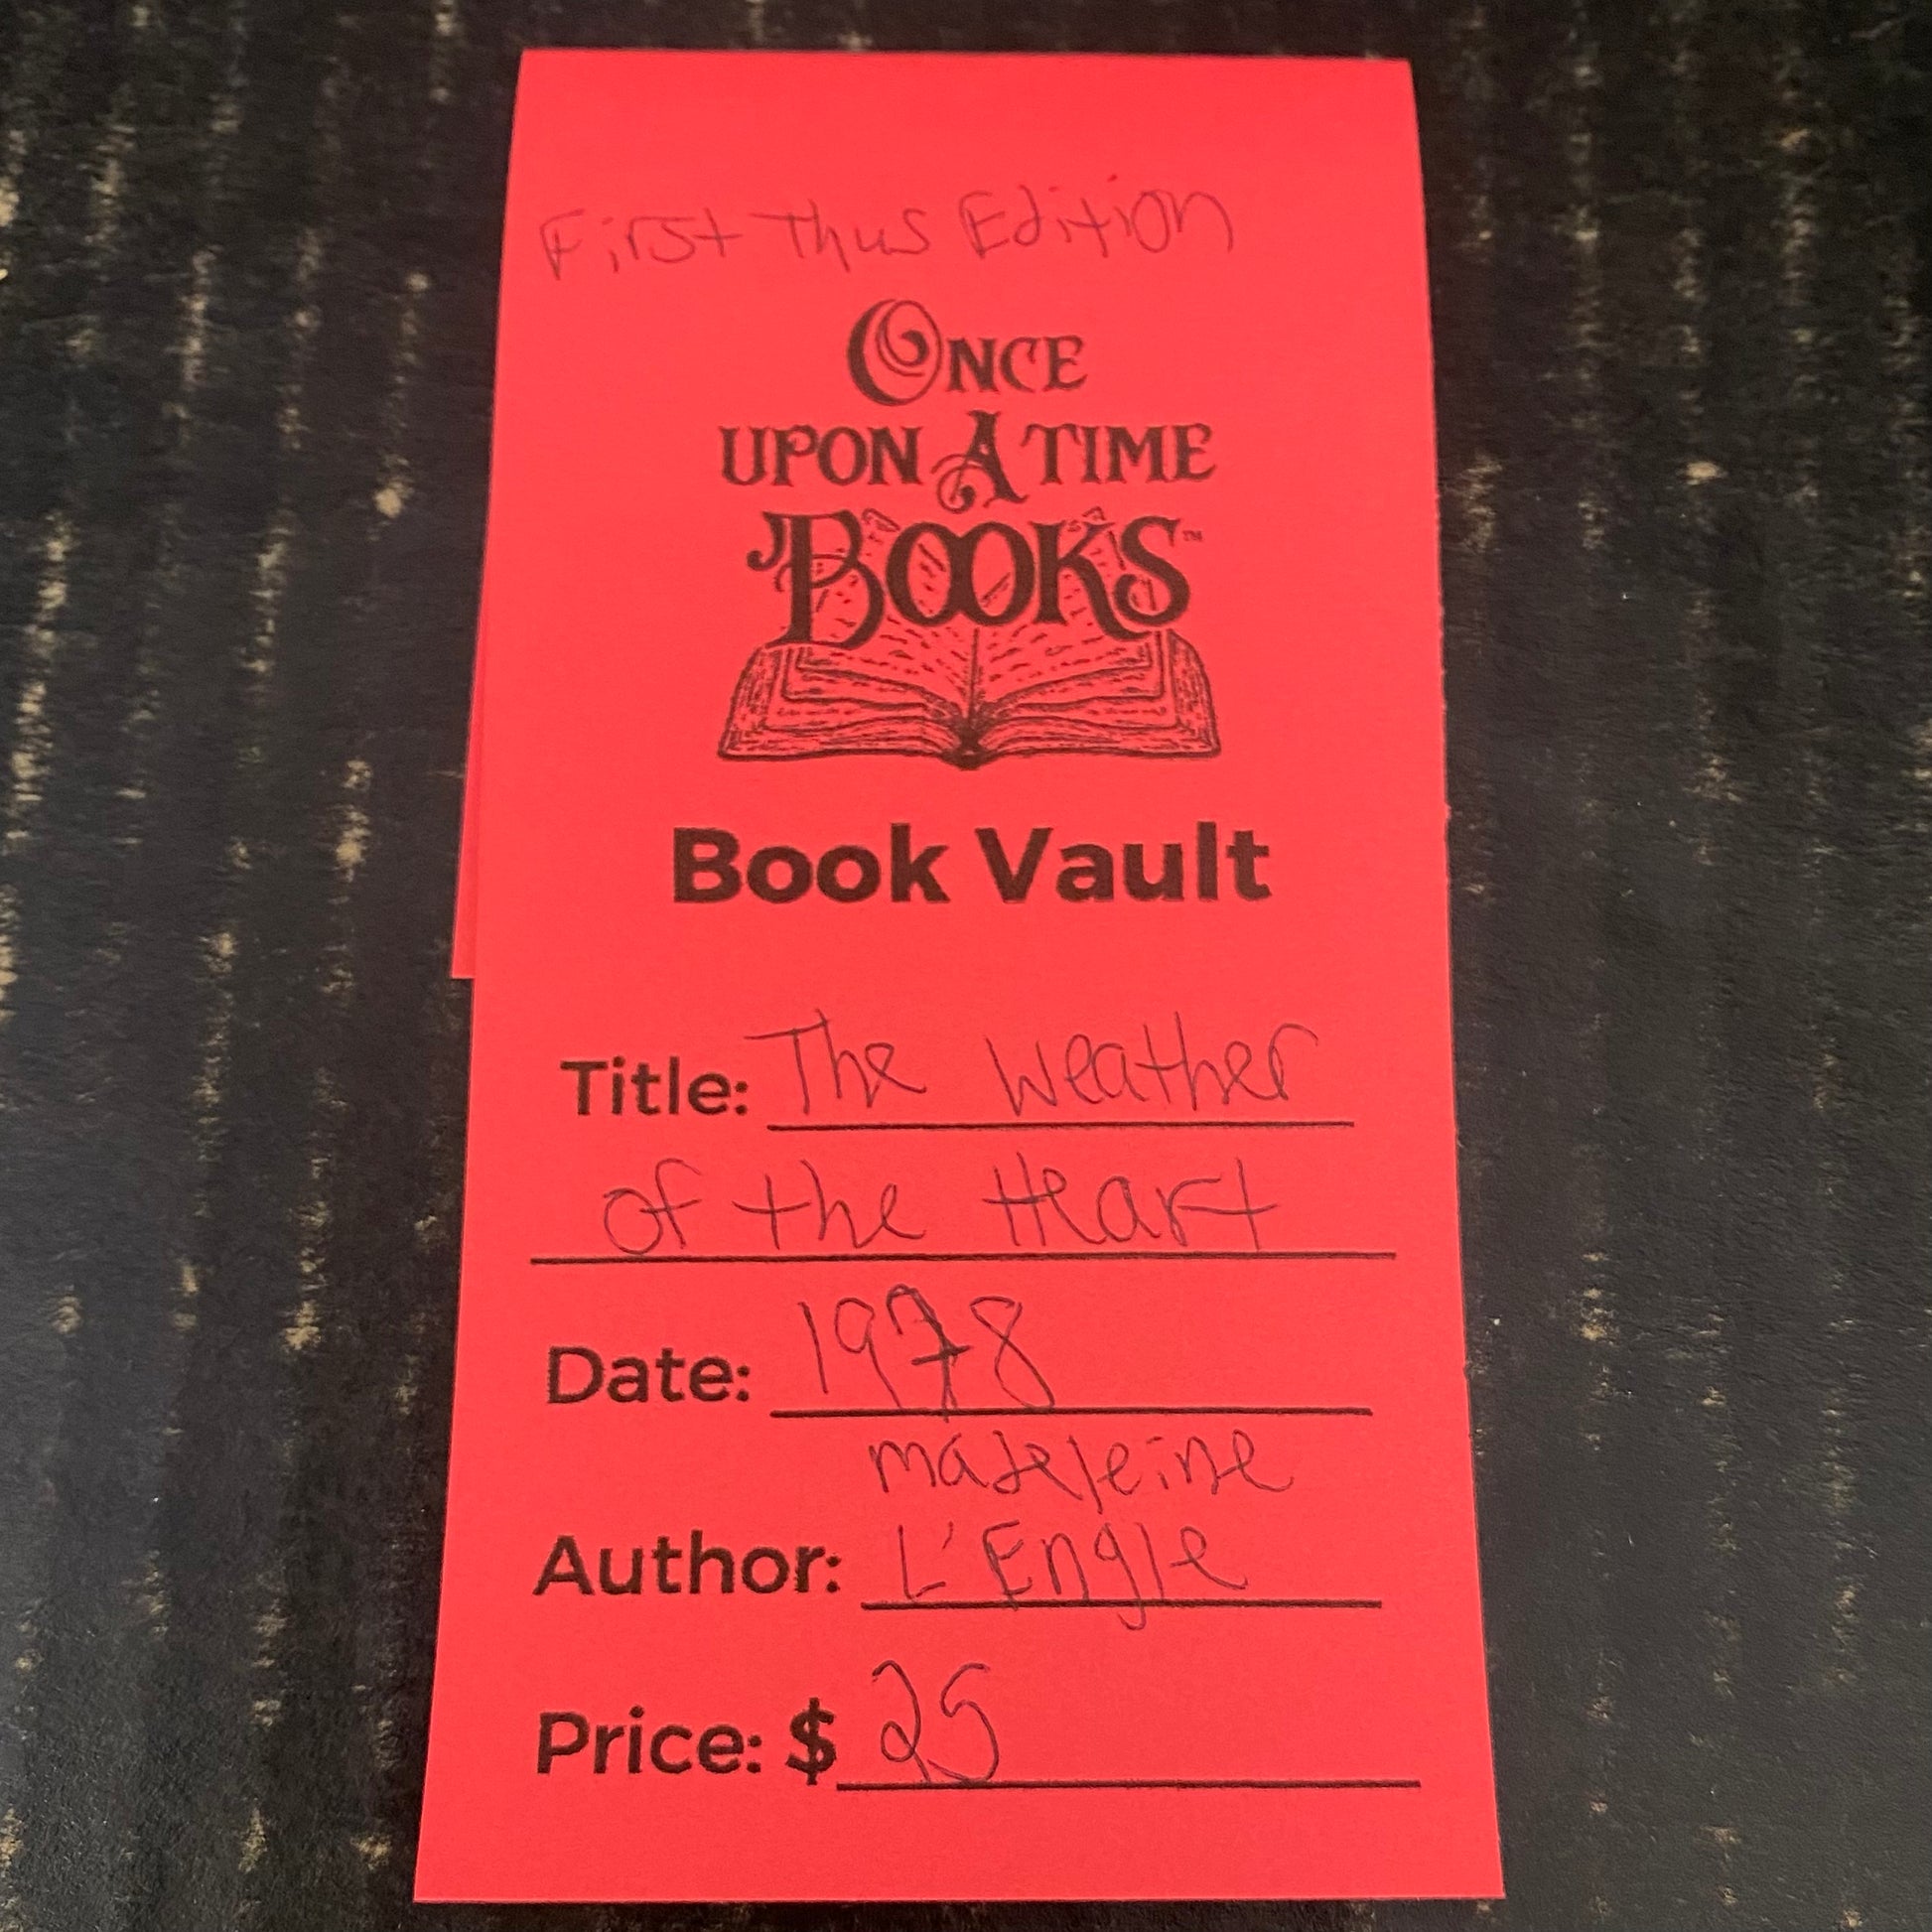 First Thus Edition
ONCE
UPON A TIME
BOOKS™
Book Vault
Title: The Weather
of the Heart
Date: 1978
madeleine
Author: L'Engle
Price: $ 25